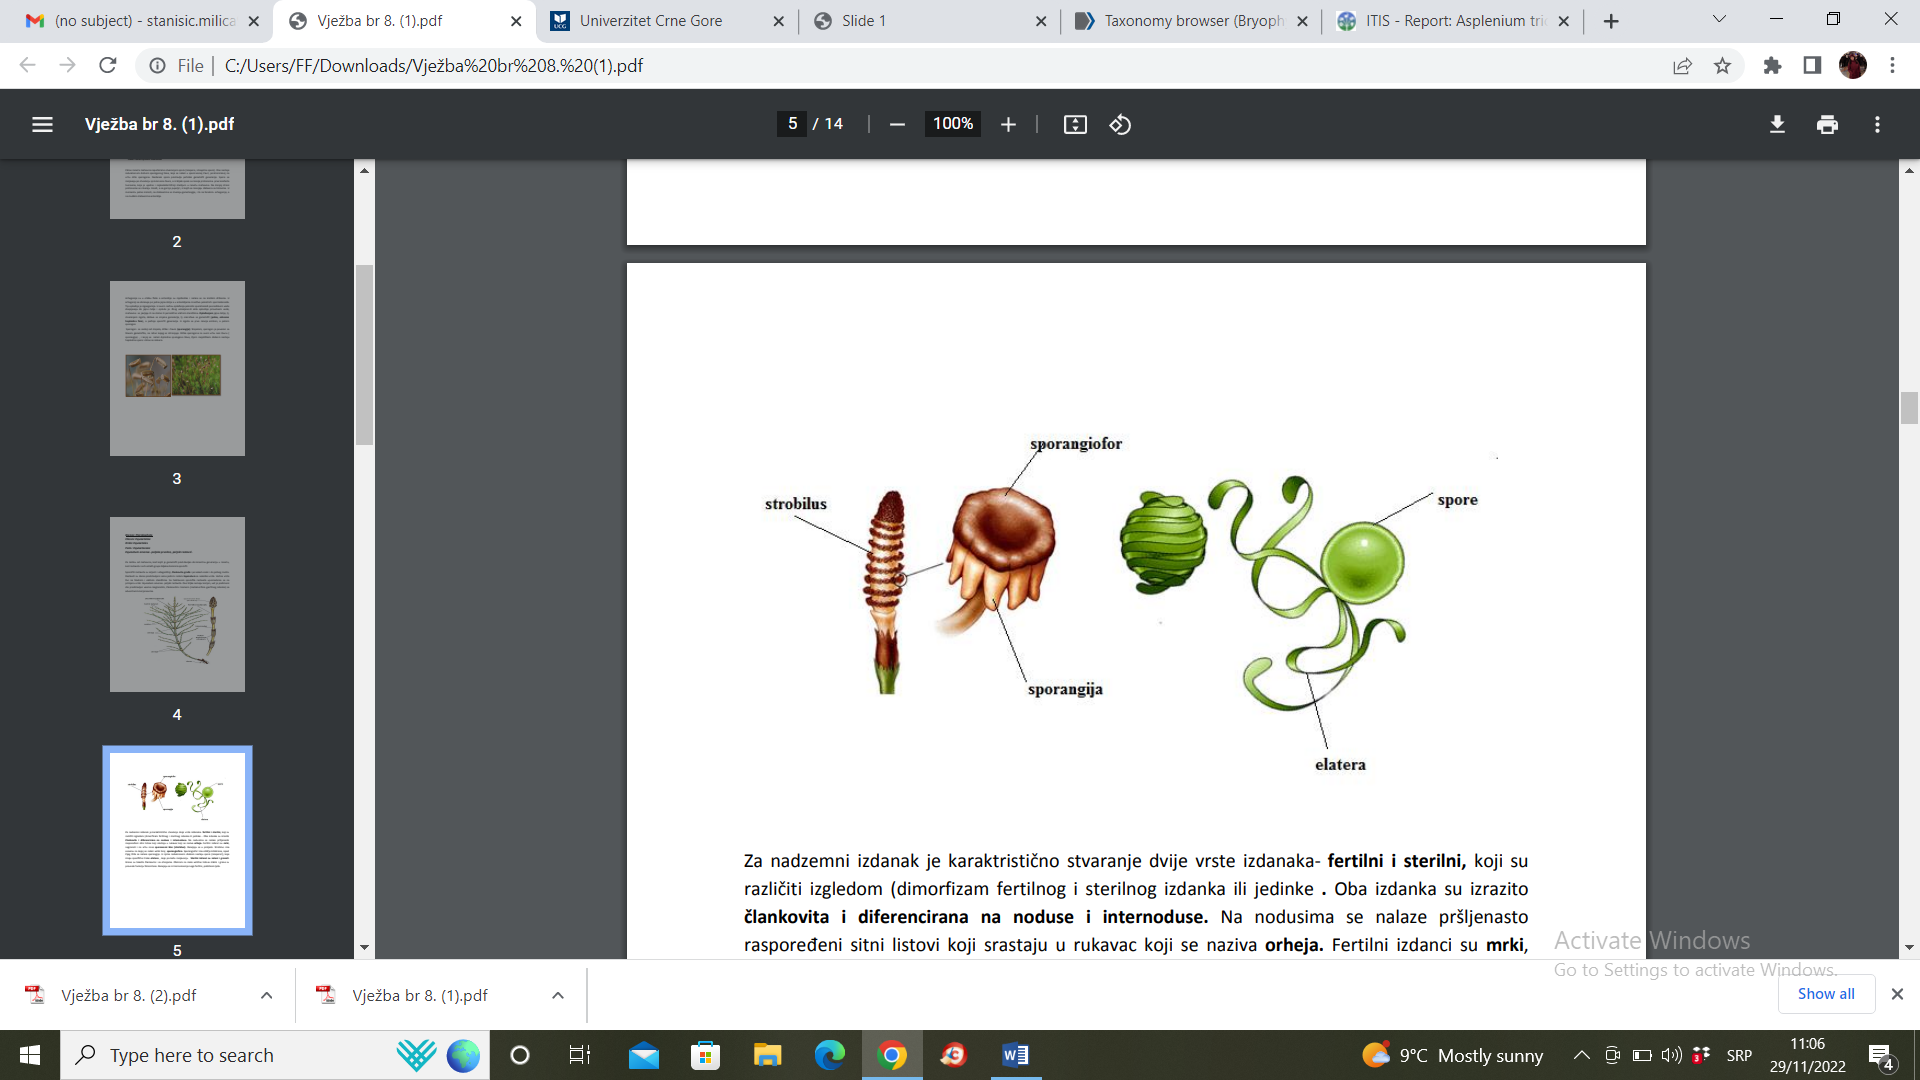 (no subject) - stanisic.milica
Vježba br 8. (1).pdf
Univerzitet Crne Gore
Slide 1
Taxonomy browser (Bryoph
ITIS - Report: Asplenium tric
File
C:/Users/FF/Downloads/Vježba%20br%208.%20(1).pdf
Vježba br 8. (1).pdf
5 / 14
100%
2
3
4
5
sporangiofor
strobilus
spore
sporangija
elatera
Za nadzemni izdanak je karaktristično stvaranje dvije vrste izdanaka- fertilni i sterilni, koji su
različiti izgledom (dimorfizam fertilnog i sterilnog izdanka ili jedinke . Oba izdanka su izrazito
člankovita i diferencirana na noduse i internoduse. Na nodusima se nalaze pršljenasto
raspoređeni sitni listovi koji srastaju u rukavac koji se naziva orheja. Fertilni izdanci su mrki,
Activate Windows
Go to Settings to activate Windows.
Vježba br 8. (2).pdf
Vježba br 8. (1).pdf
Show all
Type here to search
9°C Mostly sunny
SRP
11:06
29/11/2022
4